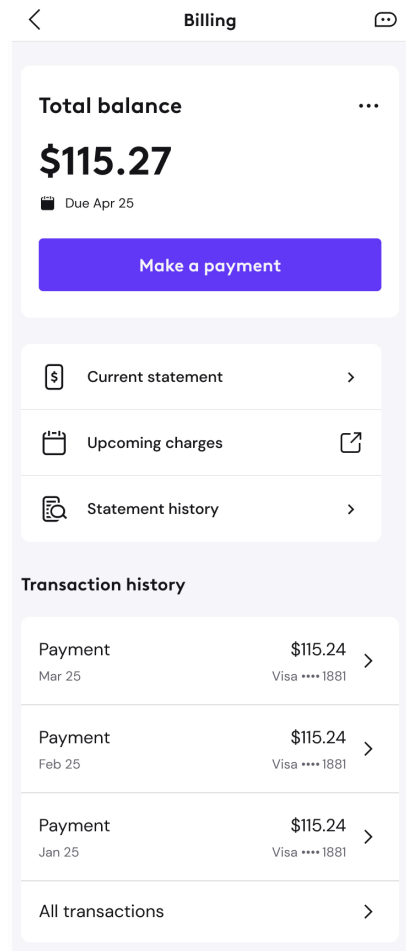 Billing
Total balance
$115.27
Due Apr 25
Make a payment
$ Current statement
Upcoming charges
Statement history
Transaction history
Payment $115.24
Mar 25 Visa •••• 1881
Payment $115.24
Feb 25 Visa •••• 1881
Payment $115.24
Jan 25 Visa •••• 1881
All transactions